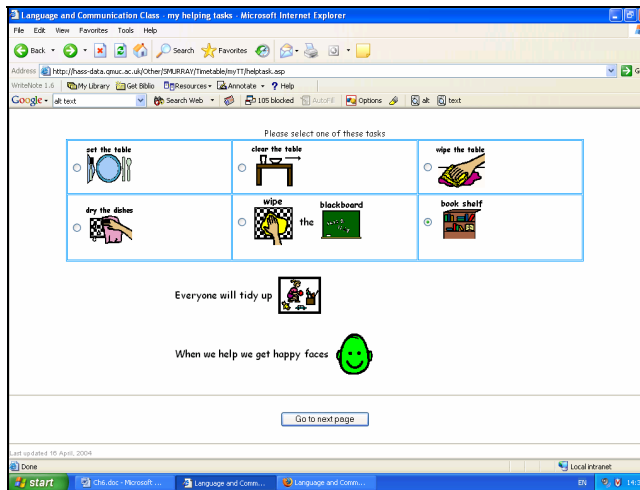 Language and Communication Class - my helping tasks - Microsoft Internet Explorer
File Edit View Favorites Tools Help
Back Search Favorites
Address http://hass-data.qmuc.ac.uk/Other/SMURRAY/Timetable/myTT/helptask.asp
WriteNote 1.6 My Library Get Biblio Resources Annotate ? Help
Google alt text Search Web 105 blocked AutoFill Options alt text
Please select one of these tasks
set the table clear the table wipe the table
dry the dishes wipe the blackboard book shelf
Everyone will tidy up
When we help we get happy faces
Go to next page
Last updated 16 April, 2004
Done Local intranet
start Ch6.doc - Microsoft ... Language and Comm... Language and Comm... EN